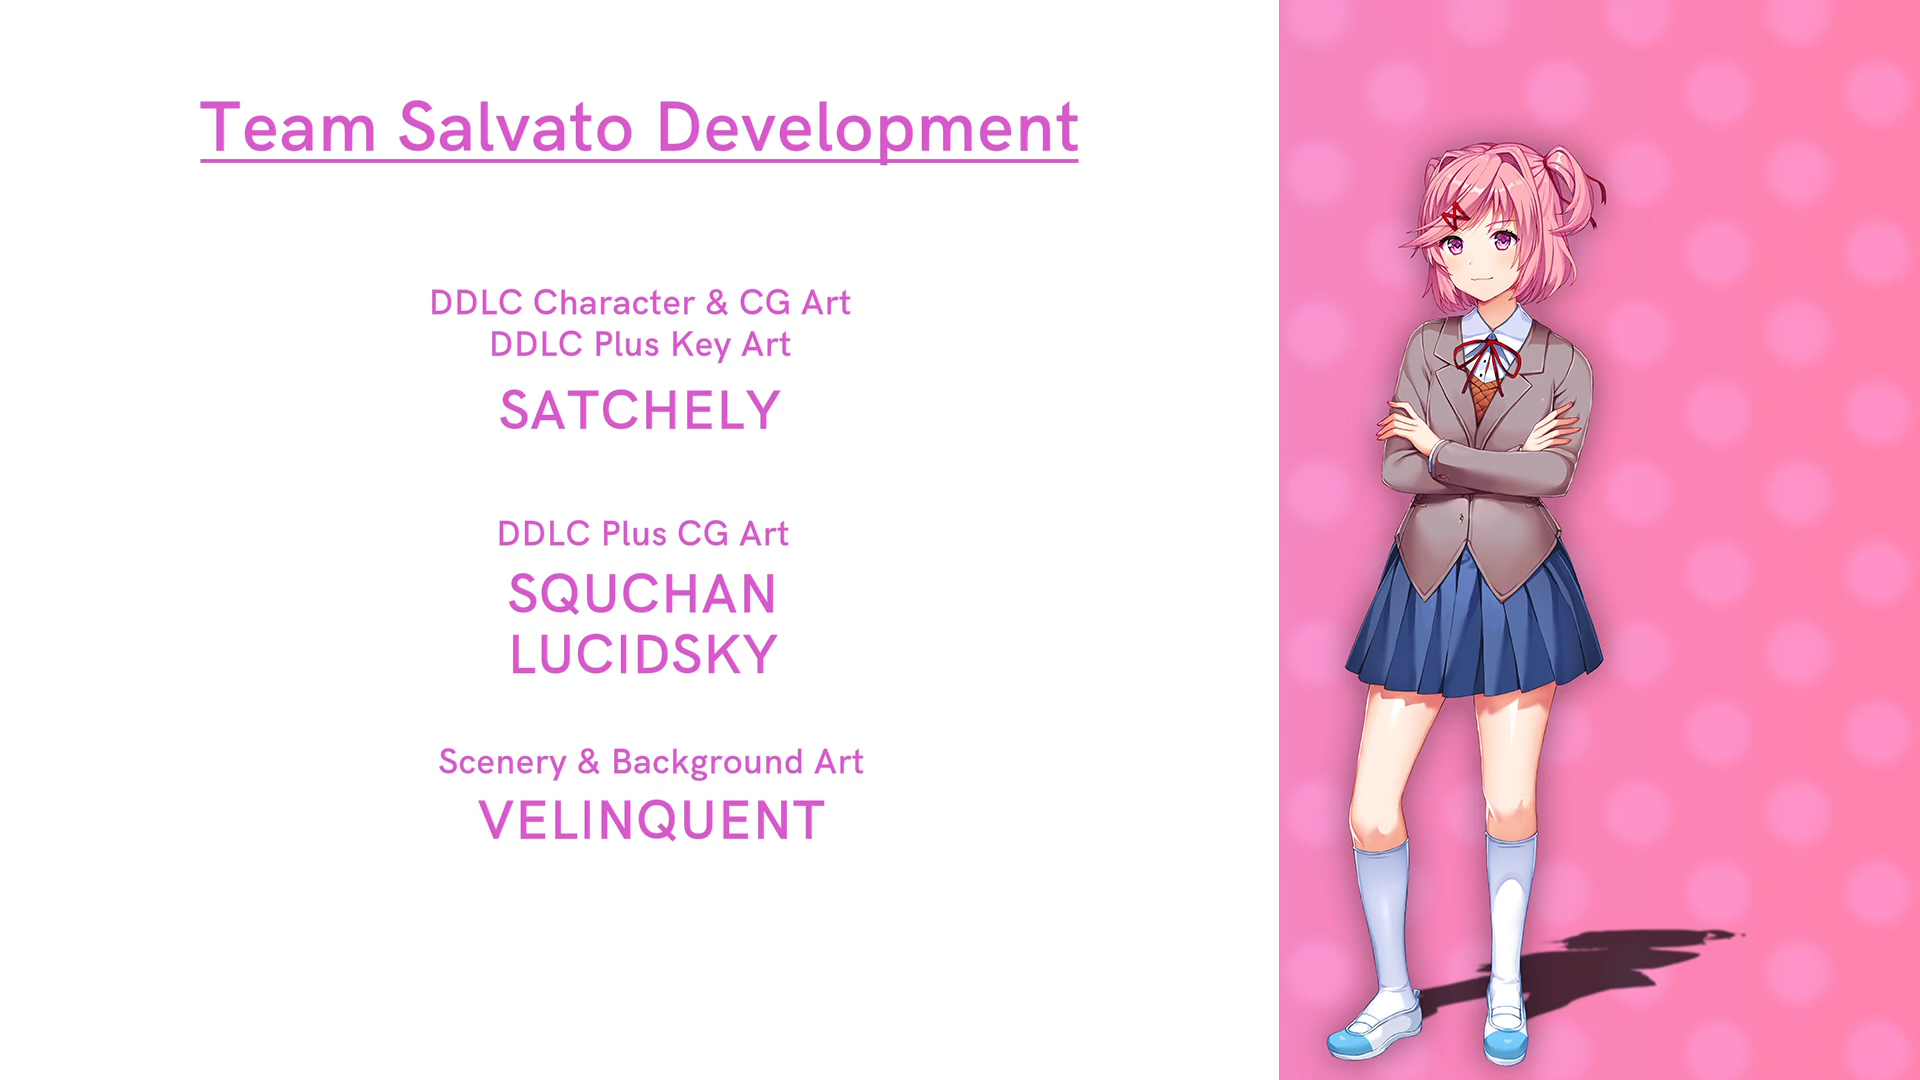 Team Salvato Development
DDLC Character & CG Art
DDLC Plus Key Art
SATCHELY
DDLC Plus CG Art
SQUCHAN
LUCIDSKY
Scenery & Background Art
VELINQUENT